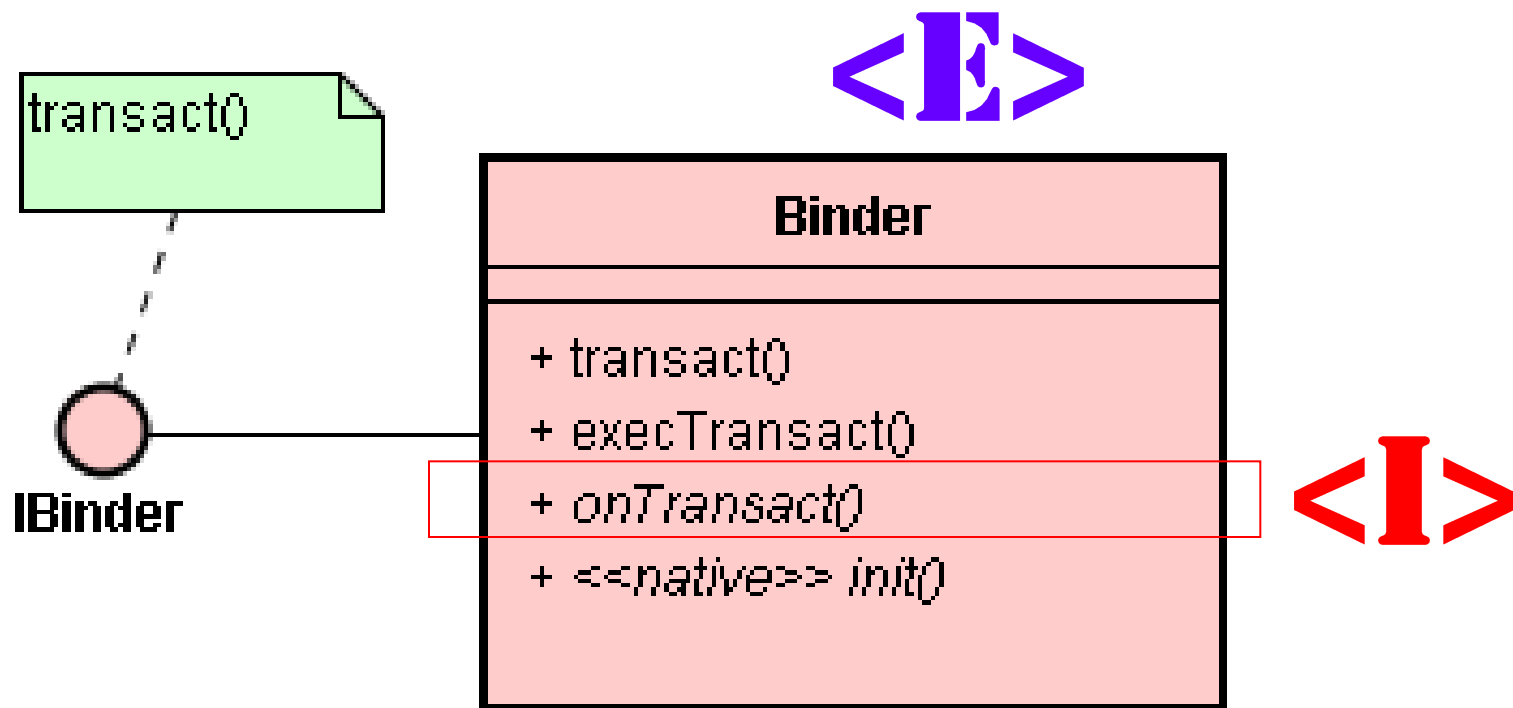 <E>
transact()
Binder
+ transact()
+ execTransact()
+ onTransact()
<I>
IBinder
+ <<native>> init()